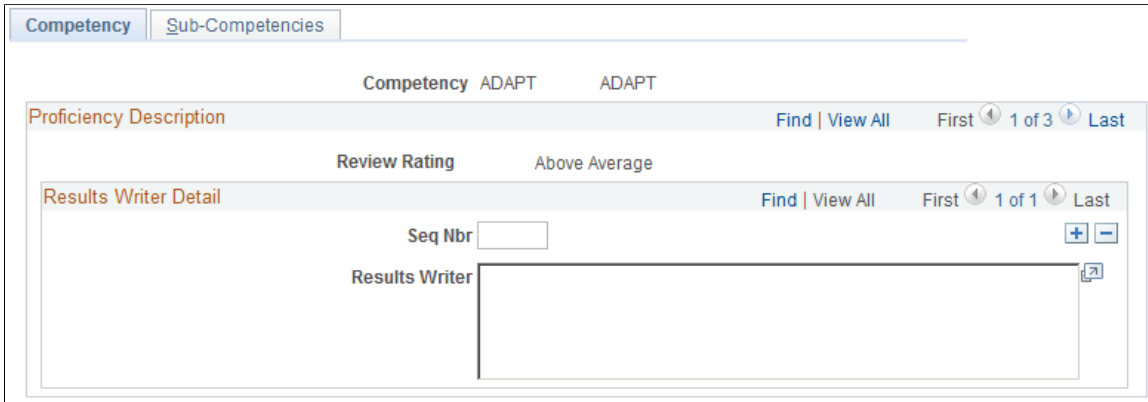 Competency Sub-Competencies
Competency ADAPT ADAPT
Proficiency Description Find | View All First 1 of 3 Last
Review Rating Above Average
Results Writer Detail Find | View All First 1 of 1 Last
Seq Nbr
Results Writer